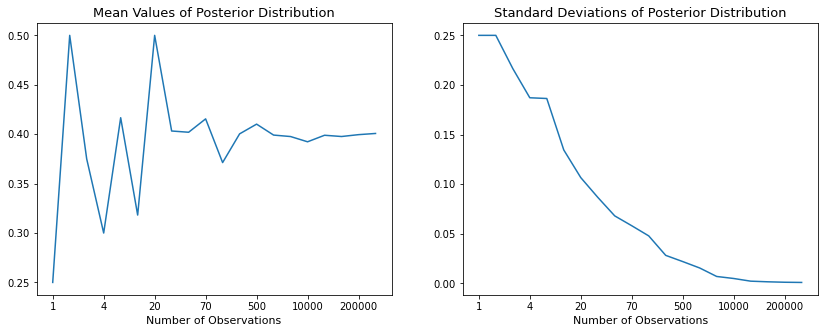 Mean Values of Posterior Distribution
0.50
0.45
0.40
0.35
0.30
0.25
1 4 20 70 500 10000 200000
Number of Observations
Standard Deviations of Posterior Distribution
0.25
0.20
0.15
0.10
0.05
0.00
1 4 20 70 500 10000 200000
Number of Observations